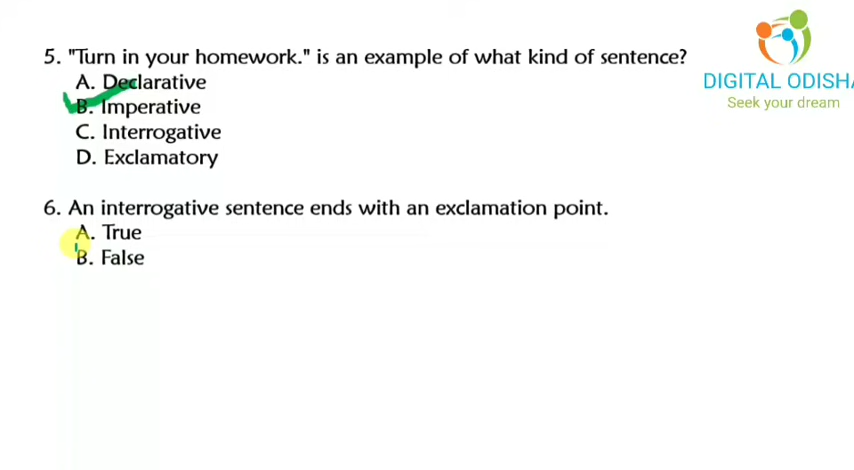 5. "Turn in your homework." is an example of what kind of sentence?
A. Declarative
B. Imperative
C. Interrogative
D. Exclamatory
6. An interrogative sentence ends with an exclamation point.
A. True
B. False
DIGITAL ODISHA
Seek your dream